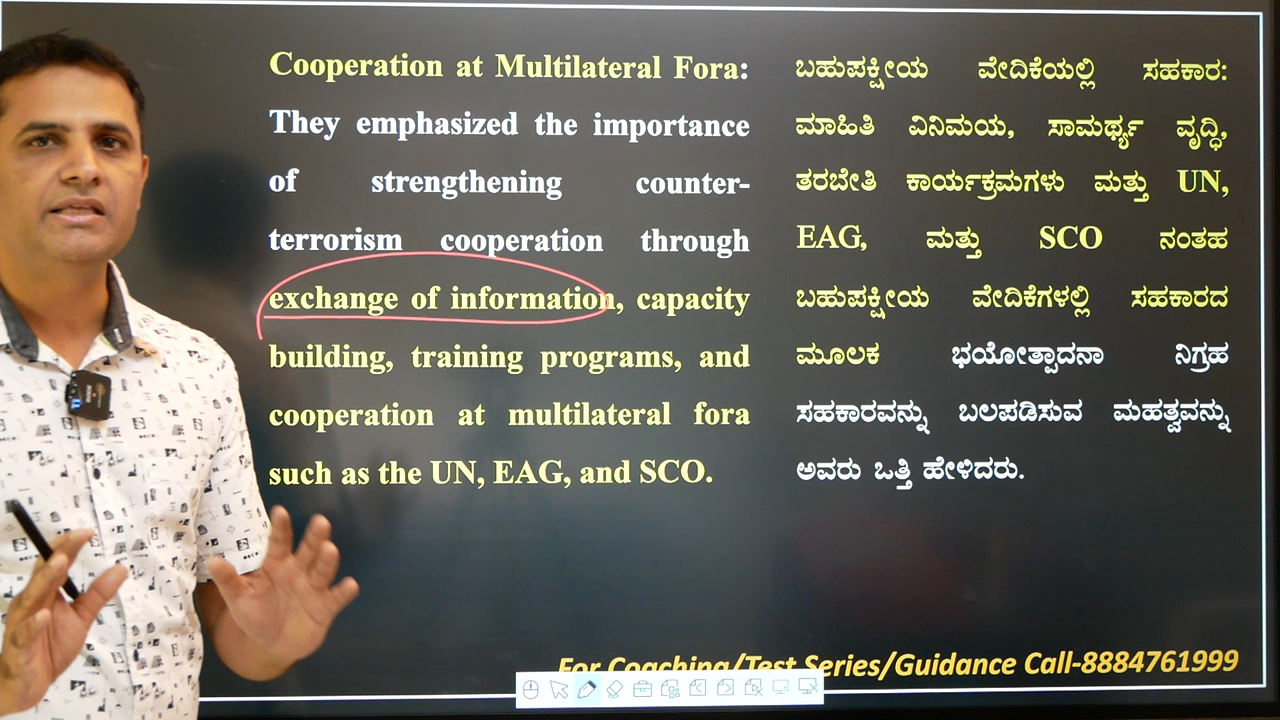 Cooperation at Multilateral Fora:
They emphasized the importance
of strengthening counter-
terrorism cooperation through
exchange of information, capacity
building, training programs, and
cooperation at multilateral fora
such as the UN, EAG, and SCO.
ಬಹುಪಕ್ಷೀಯ ವೇದಿಕೆಯಲ್ಲಿ ಸಹಕಾರ:
ಮಾಹಿತಿ ವಿನಿಮಯ, ಸಾಮರ್ಥ್ಯ ವೃದ್ಧಿ,
ತರಬೇತಿ ಕಾರ್ಯಕ್ರಮಗಳು ಮತ್ತು UN,
EAG, ಮತ್ತು SCO ನಂತಹ
ಬಹುಪಕ್ಷೀಯ ವೇದಿಕೆಗಳಲ್ಲಿ ಸಹಕಾರದ
ಮೂಲಕ ಭಯೋತ್ಪಾದನಾ ನಿಗ್ರಹ
ಸಹಕಾರವನ್ನು ಬಲಪಡಿಸುವ ಮಹತ್ವವನ್ನು
ಅವರು ಒತ್ತಿ ಹೇಳಿದರು.
For Coaching/Test Series/Guidance Call-8884761999